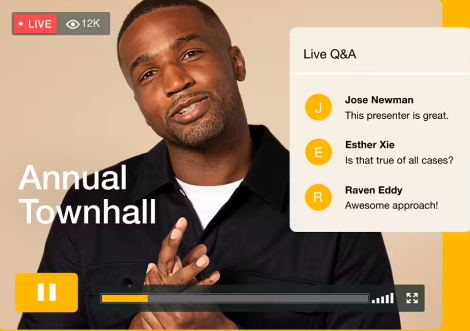 LIVE
12K
Live Q&A
J
Jose Newman
This presenter is great.
E
Esther Xie
Is that true of all cases?
R
Raven Eddy
Awesome approach!
Annual
Townhall